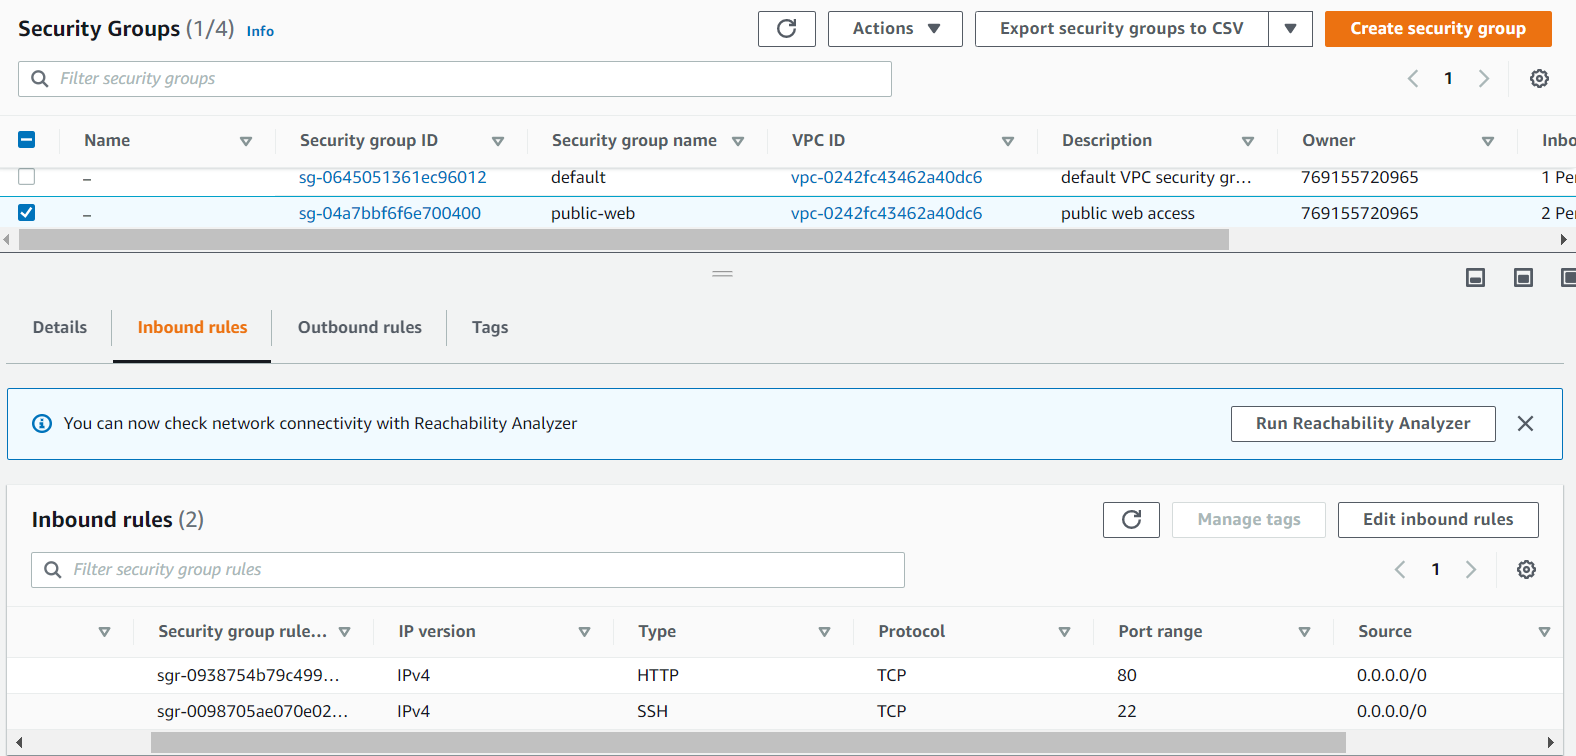 Security Groups (1/4) Info Actions Export security groups to CSV Create security group
Filter security groups 1
Name Security group ID Security group name VPC ID Description Owner Inbo
– sg-0645051361ec96012 default vpc-0242fc43462a40dc6 default VPC security gr... 769155720965 1 Per
– sg-04a7bbf6f6e700400 public-web vpc-0242fc43462a40dc6 public web access 769155720965 2 Per
Details Inbound rules Outbound rules Tags
You can now check network connectivity with Reachability Analyzer Run Reachability Analyzer
Inbound rules (2) Manage tags Edit inbound rules
Filter security group rules 1
Security group rule... IP version Type Protocol Port range Source
sgr-0938754b79c499... IPv4 HTTP TCP 80 0.0.0.0/0
sgr-0098705ae070e02... IPv4 SSH TCP 22 0.0.0.0/0